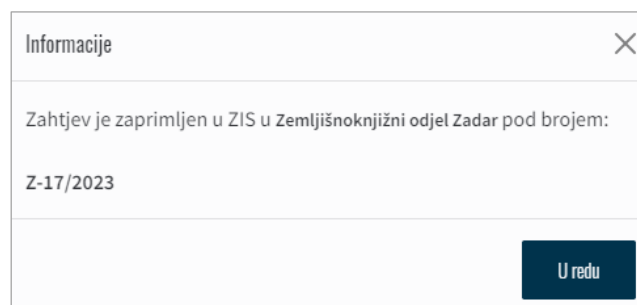 Informacije
Zahtjev je zaprimljen u ZIS u Zemljišnoknjižni odjel Zadar pod brojem:
Z-17/2023
U redu